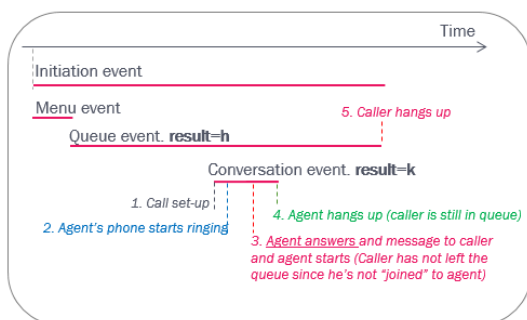 Time
Initiation event
Menu event
5. Caller hangs up
Queue event. result=h
Conversation event. result=k
1. Call set-up
4. Agent hangs up (caller is still in queue)
2. Agent's phone starts ringing
3. Agent answers and message to caller
and agent starts (Caller has not left the
queue since he's not "joined" to agent)